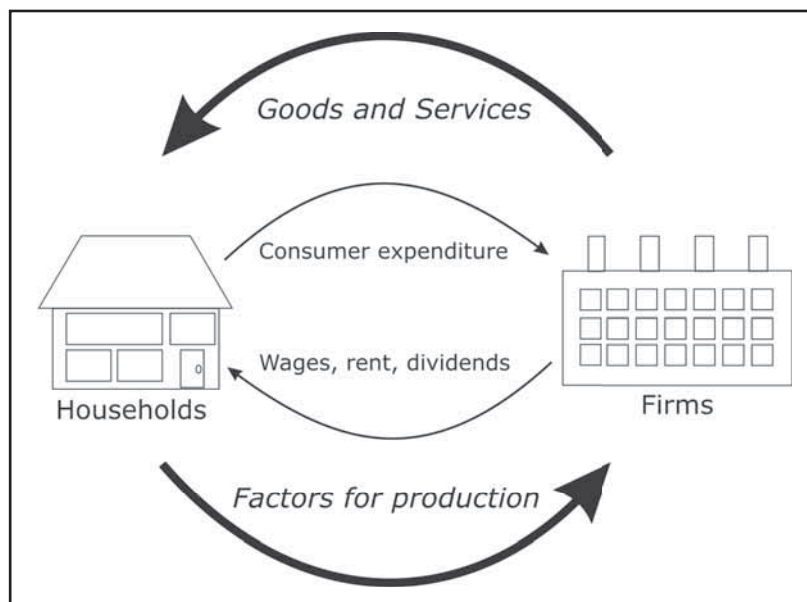 Goods and Services
Consumer expenditure
Wages, rent, dividends
Households
Firms
Factors for production